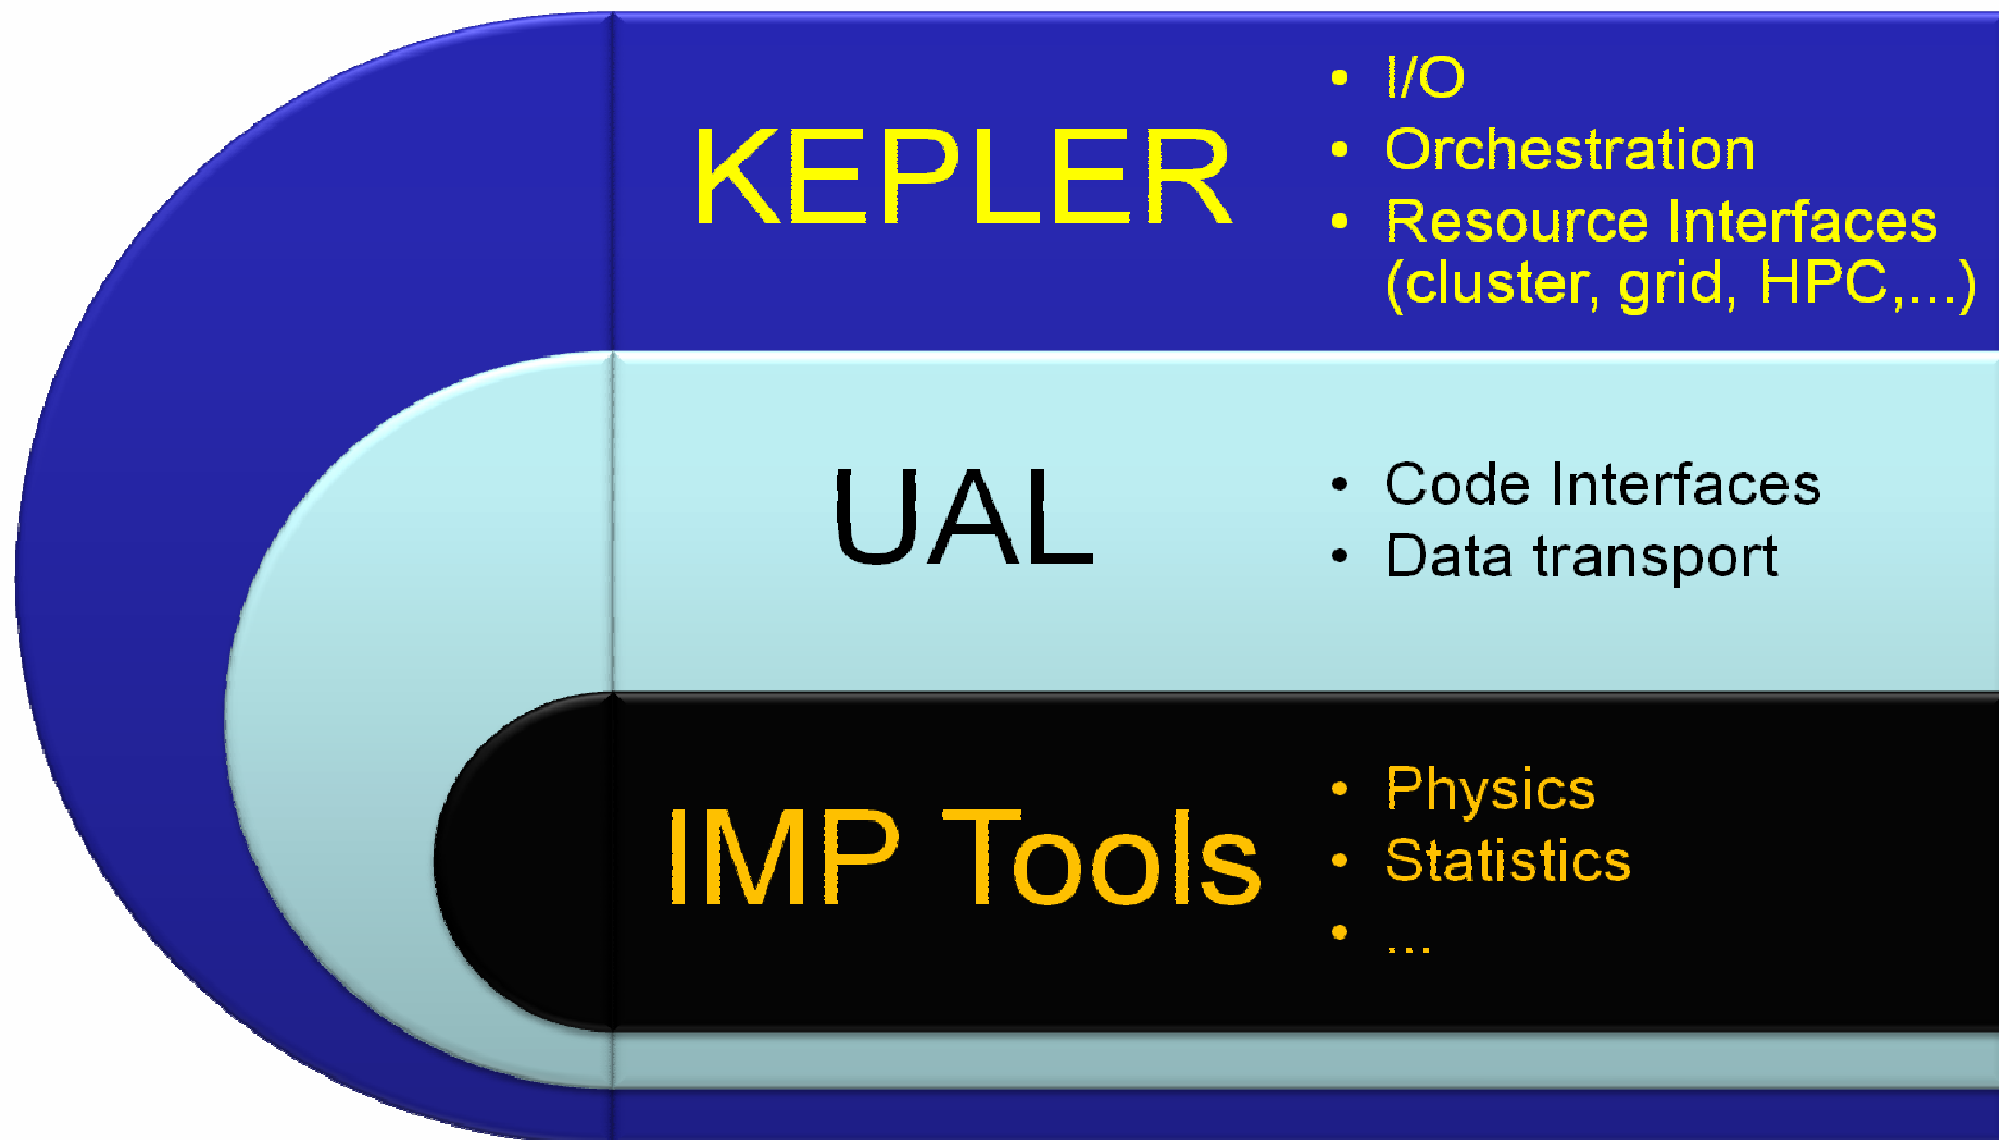 KEPLER
• I/O
• Orchestration
• Resource Interfaces
(cluster, grid, HPC,...)
UAL
• Code Interfaces
• Data transport
IMP Tools
• Physics
• Statistics
• ...